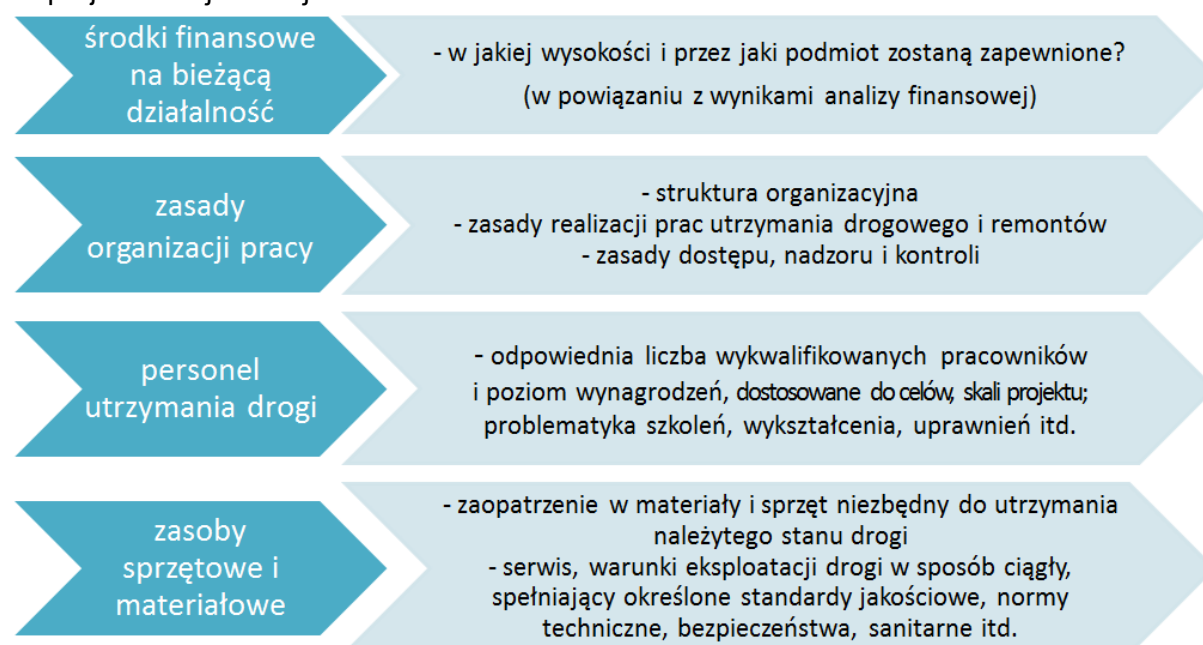 środki finansowe
na bieżącą
działalność
- w jakiej wysokości i przez jaki podmiot zostaną zapewnione?
(w powiązaniu z wynikami analizy finansowej)
zasady
organizacji pracy
- struktura organizacyjna
- zasady realizacji prac utrzymania drogowego i remontów
- zasady dostępu, nadzoru i kontroli
personel
utrzymania drogi
- odpowiednia liczba wykwalifikowanych pracowników
i poziom wynagrodzeń, dostosowane do celów, skali projektu;
problematyka szkoleń, wykształcenia, uprawnień itd.
zasoby
sprzętowe i
materiałowe
- zaopatrzenie w materiały i sprzęt niezbędny do utrzymania
należytego stanu drogi
- serwis, warunki eksploatacji drogi w sposób ciągły,
spełniający określone standardy jakościowe, normy
techniczne, bezpieczeństwa, sanitarne itd.